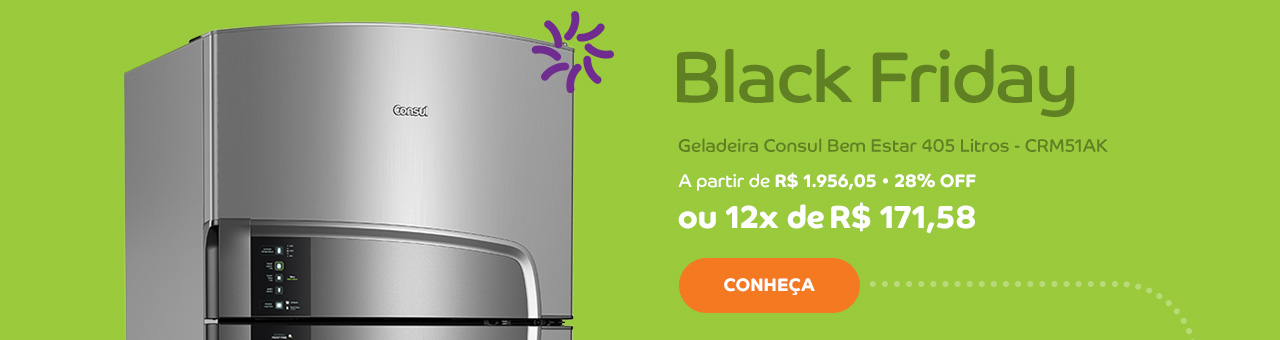 Consul
Black Friday
Geladeira Consul Bem Estar 405 Litros - CRM51AK
A partir de R$ 1.956,05 • 28% OFF
ou 12x de R$ 171,58
CONHEÇA